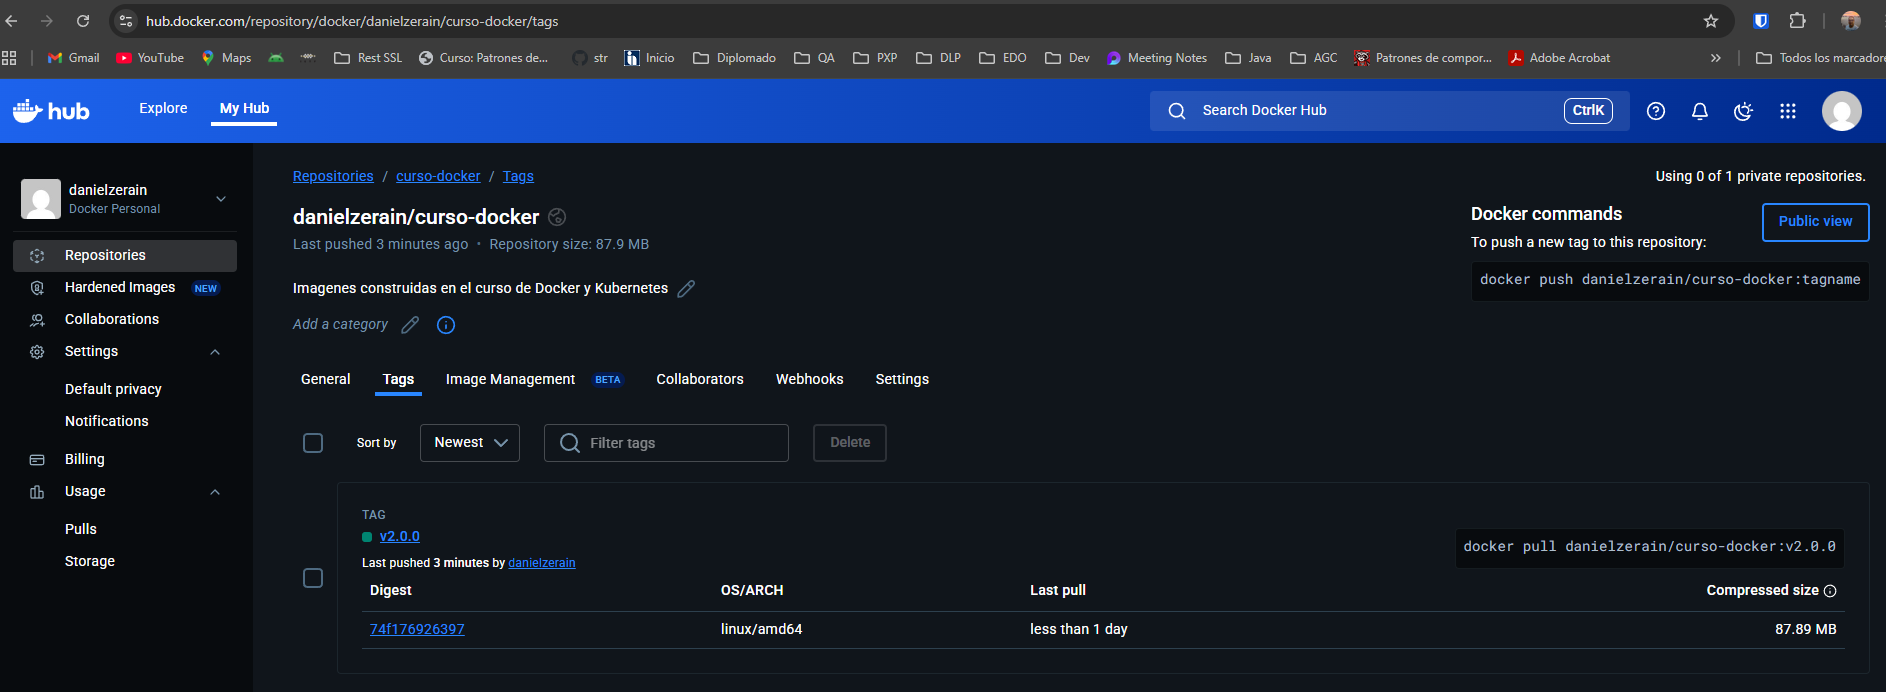 hub.docker.com/repository/docker/danielzerain/curso-docker/tags
Gmail YouTube Maps Rest SSL Curso: Patrones de... str Inicio Diplomado QA PXP DLP EDO Dev Meeting Notes Java AGC Patrones de compor... Adobe Acrobat » Todos los marcadore
hub Explore My Hub Search Docker Hub CtrlK
danielzerain
Docker Personal
Repositories
Hardened Images NEW
Collaborations
Settings
Default privacy
Notifications
Billing
Usage
Pulls
Storage
Repositories / curso-docker / Tags
Using 0 of 1 private repositories.
danielzerain/curso-docker
Last pushed 3 minutes ago · Repository size: 87.9 MB
Imagenes construidas en el curso de Docker y Kubernetes
Add a category
Docker commands
Public view
To push a new tag to this repository:
docker push danielzerain/curso-docker:tagname
General Tags Image Management BETA Collaborators Webhooks Settings
Sort by Newest Filter tags Delete
TAG
v2.0.0
Last pushed 3 minutes by danielzerain
docker pull danielzerain/curso-docker:v2.0.0
Digest OS/ARCH Last pull Compressed size
74f176926397 linux/amd64 less than 1 day 87.89 MB